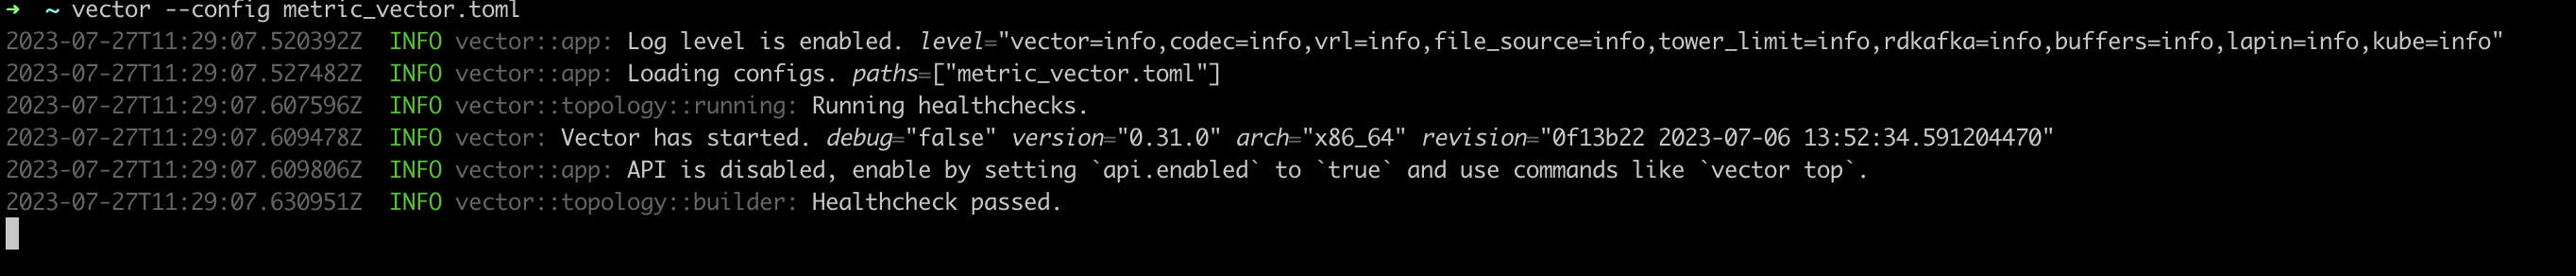 ➜  ~ vector --config metric_vector.toml
2023-07-27T11:29:07.520392Z  INFO vector::app: Log level is enabled. level="vector=info,codec=info,vrl=info,file_source=info,tower_limit=info,rdkafka=info,buffers=info,lapin=info,kube=info"
2023-07-27T11:29:07.527482Z  INFO vector::app: Loading configs. paths=["metric_vector.toml"]
2023-07-27T11:29:07.607596Z  INFO vector::topology::running: Running healthchecks.
2023-07-27T11:29:07.609478Z  INFO vector: Vector has started. debug="false" version="0.31.0" arch="x86_64" revision="0f13b22 2023-07-06 13:52:34.591204470"
2023-07-27T11:29:07.609806Z  INFO vector::app: API is disabled, enable by setting `api.enabled` to `true` and use commands like `vector top`.
2023-07-27T11:29:07.630951Z  INFO vector::topology::builder: Healthcheck passed.